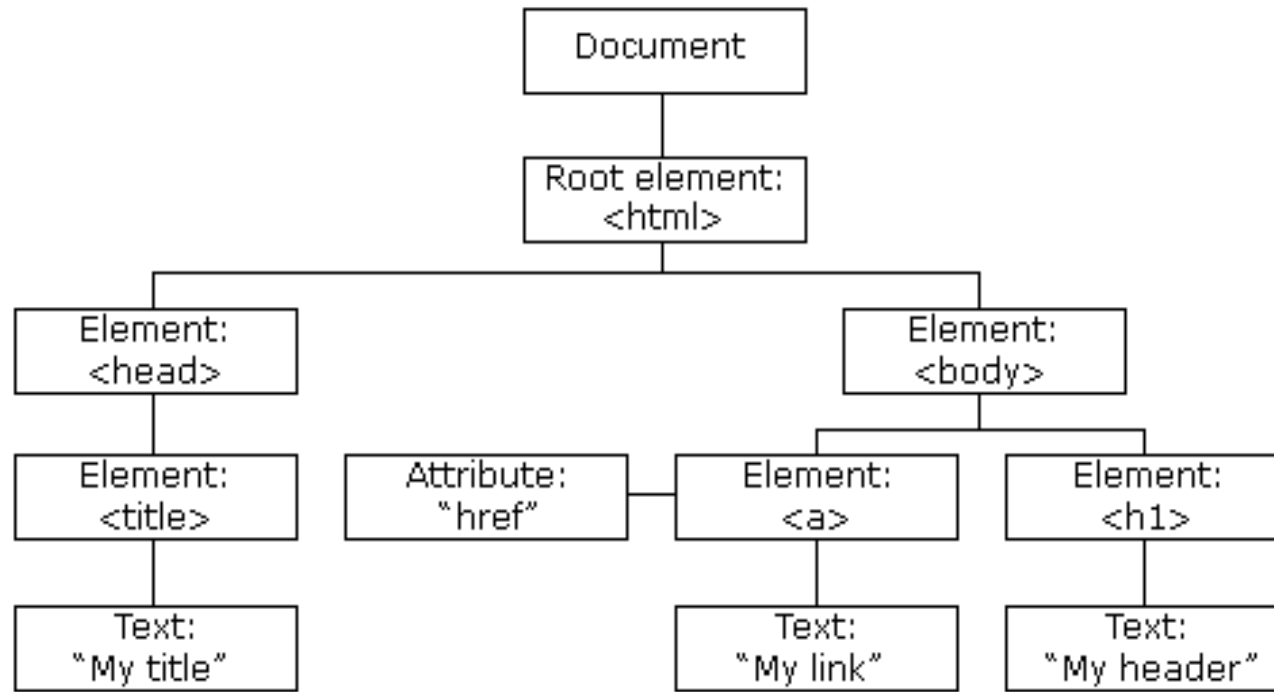 Document
Root element:
<html>
Element:
<head>
Element:
<body>
Element:
<title>
Attribute:
“href”
Element:
<a>
Element:
<h1>
Text:
“My title”
Text:
“My link”
Text:
“My header”